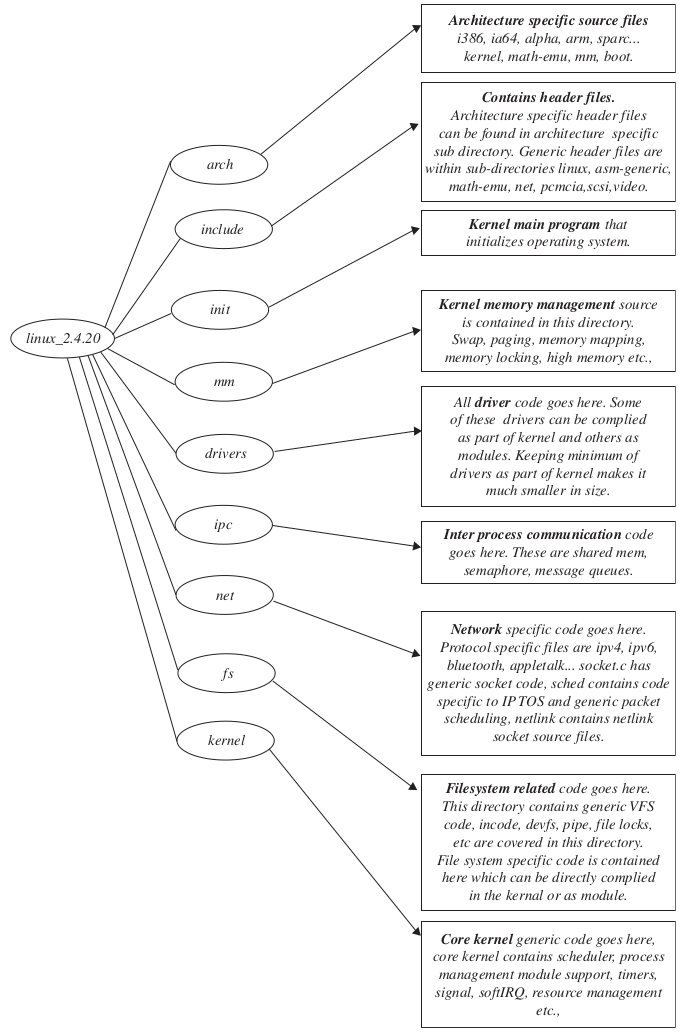 Architecture specific source files
i386, ia64, alpha, arm, sparc...
kernel, math-emu, mm, boot.
Contains header files.
Architecture specific header files
can be found in architecture specific
sub directory. Generic header files are
within sub-directories linux, asm-generic,
math-emu, net, pcmcia,scsi,video.
arch
include
Kernel main program that
initializes operating system.
init
linux_2.4.20
Kernel memory management source
is contained in this directory.
Swap, paging, memory mapping,
memory locking, high memory etc.,
mm
All driver code goes here. Some
of these drivers can be complied
as part of kernel and others as
modules. Keeping minimum of
drivers as part of kernel makes it
much smaller in size.
drivers
ipc
Inter process communication code
goes here. These are shared mem,
semaphore, message queues.
net
Network specific code goes here.
Protocol specific files are ipv4, ipv6,
bluetooth, appletalk... socket.c has
generic socket code, sched contains code
specific to IP TOS and generic packet
scheduling, netlink contains netlink
socket source files.
fs
kernel
Filesystem related code goes here.
This directory contains generic VFS
code, incode, devfs, pipe, file locks,
etc are covered in this directory.
File system specific code is contained
here which can be directly complied
in the kernal or as module.
Core kernel generic code goes here,
core kernel contains scheduler, process
management module support, timers,
signal, softIRQ, resource management
etc.,